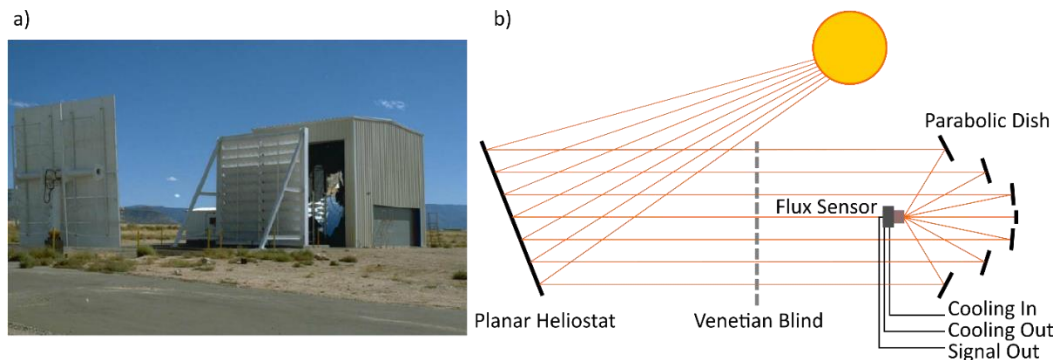 a)
b)
Parabolic Dish
Flux Sensor
Planar Heliostat
Venetian Blind
Cooling In
Cooling Out
Signal Out